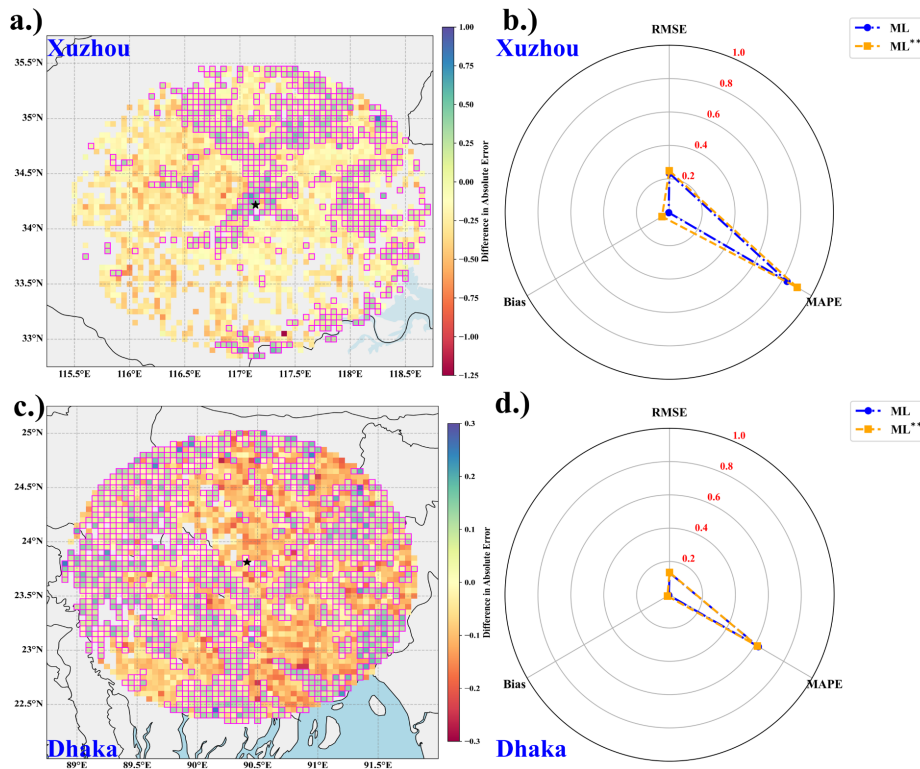 a.)
Xuzhou
35.5°N
35°N
34.5°N
34°N
33.5°N
33°N
115.5°E
116°E
116.5°E
117°E
117.5°E
118°E
118.5°E
1.00
0.75
0.50
0.25
0.00
−0.25
−0.50
−0.75
−1.00
−1.25
Difference in Absolute Error
b.)
Xuzhou
RMSE
ML
ML**
1.0
0.8
0.6
0.4
0.2
Bias
MAPE
c.)
25°N
24.5°N
24°N
23.5°N
23°N
22.5°N
Dhaka
89°E
89.5°E
90°E
90.5°E
91°E
91.5°E
0.3
0.2
0.1
0.0
−0.1
−0.2
−0.3
Difference in Absolute Error
d.)
RMSE
ML
ML**
1.0
0.8
0.6
0.4
0.2
Bias
MAPE
Dhaka